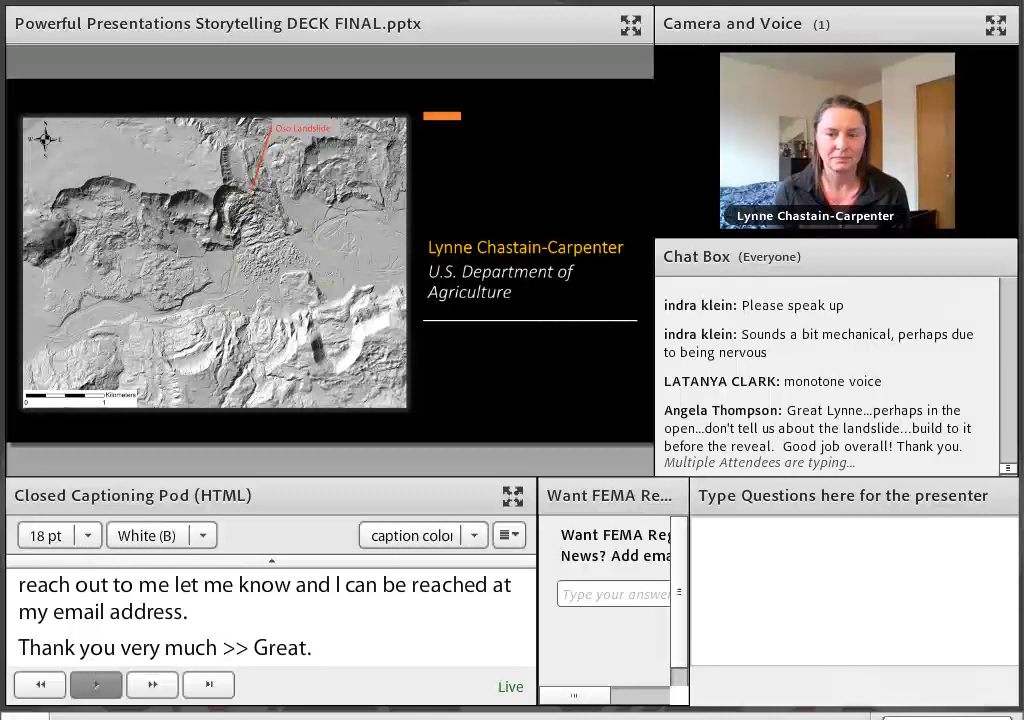 Powerful Presentations Storytelling DECK FINAL.pptx
Oso Landslide
N
W
E
S
Kilometers
0 1
Lynne Chastain-Carpenter
U.S. Department of
Agriculture
Camera and Voice (1)
Lynne Chastain-Carpenter
Chat Box (Everyone)
indra klein: Please speak up
indra klein: Sounds a bit mechanical, perhaps due
to being nervous
LATANYA CLARK: monotone voice
Angela Thompson: Great Lynne...perhaps in the
open...don't tell us about the landslide...build to it
before the reveal. Good job overall! Thank you.
Multiple Attendees are typing...
Closed Captioning Pod (HTML)
18 pt
White (B)
caption color
reach out to me let me know and I can be reached at
my email address.
Thank you very much >> Great.
Live
Want FEMA Re...
Want FEMA Reg
News? Add ema
Type your answer
Type Questions here for the presenter